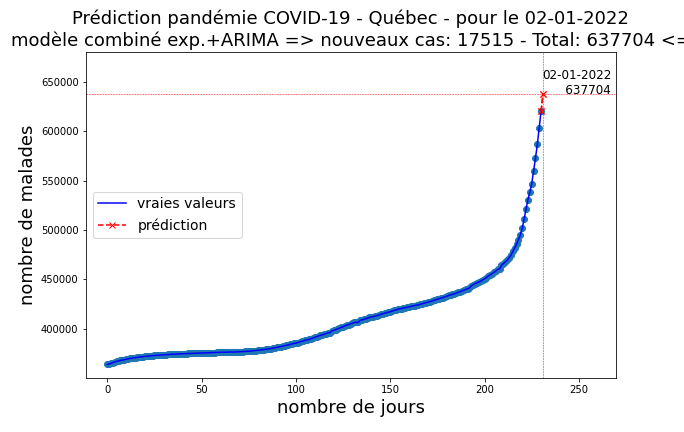 Prédiction pandémie COVID-19 - Québec - pour le 02-01-2022
modèle combiné exp.+ARIMA => nouveaux cas: 17515 - Total: 637704 <=
02-01-2022
637704
650000
600000
550000
500000
450000
400000
vraies valeurs
prédiction
nombre de malades
0 50 100 150 200 250
nombre de jours